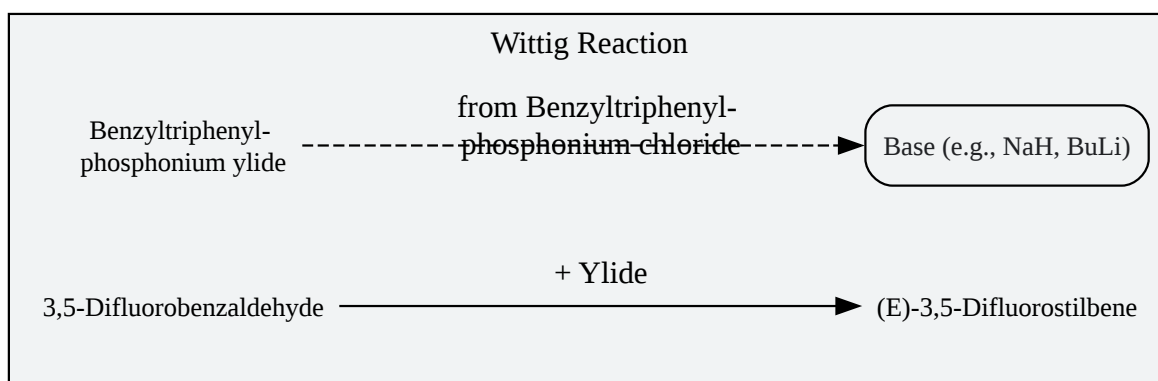 Wittig Reaction
from Benzyltriphenyl-
phosphonium chloride
Benzyltriphenyl-
phosphonium ylide
Base (e.g., NaH, BuLi)
+ Ylide
3,5-Difluorobenzaldehyde
(E)-3,5-Difluorostilbene